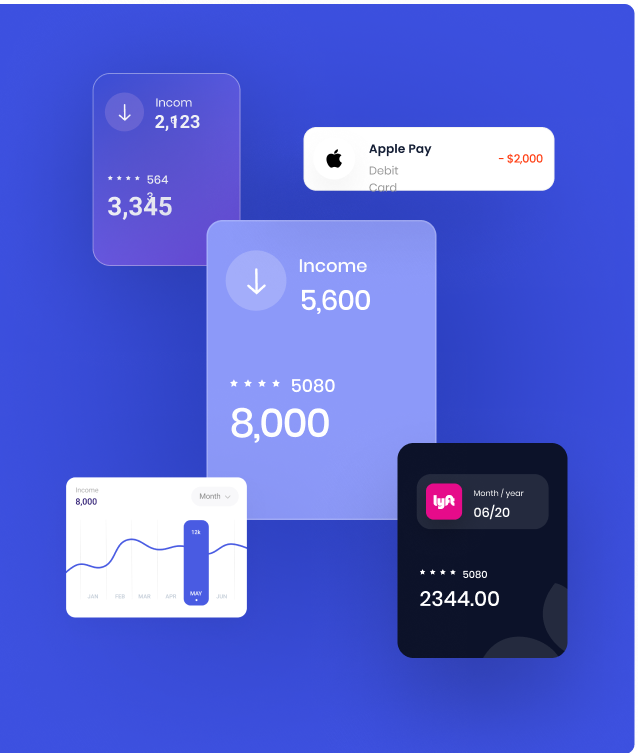 Incom
e
2,123
564
3
3,345
Apple Pay
Debit
Card
- $2,000
Income
5,600
5080
8,000
Income
8,000
Month
12k
JAN FEB MAR APR MAY JUN
lyft
Month / year
06/20
5080
2344.00